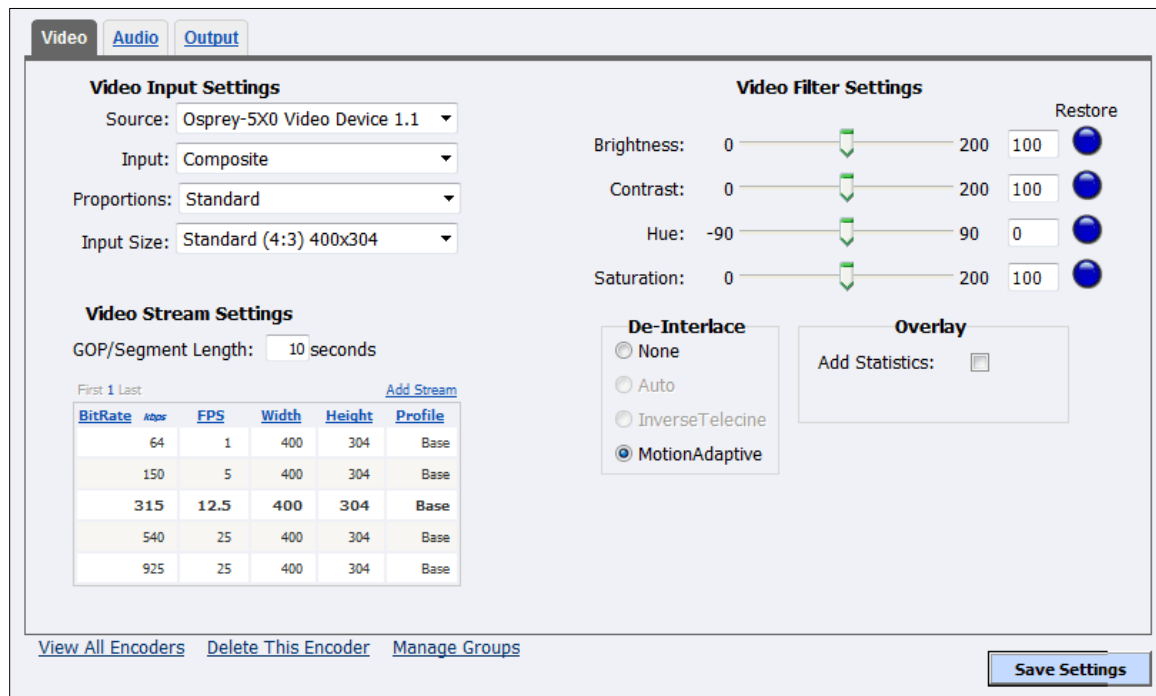 Video Audio Output
Video Input Settings
Source: Osprey-5X0 Video Device 1.1
Input: Composite
Proportions: Standard
Input Size: Standard (4:3) 400x304
Video Stream Settings
GOP/Segment Length: 10 seconds
First 1 Last Add Stream
BitRate kbps FPS Width Height Profile
64 1 400 304 Base
150 5 400 304 Base
315 12.5 400 304 Base
540 25 400 304 Base
925 25 400 304 Base
Video Filter Settings
Restore
Brightness: 0 200 100
Contrast: 0 200 100
Hue: -90 90 0
Saturation: 0 200 100
De-Interlace
None
Auto
InverseTelecine
MotionAdaptive
Overlay
Add Statistics:
View All Encoders Delete This Encoder Manage Groups
Save Settings